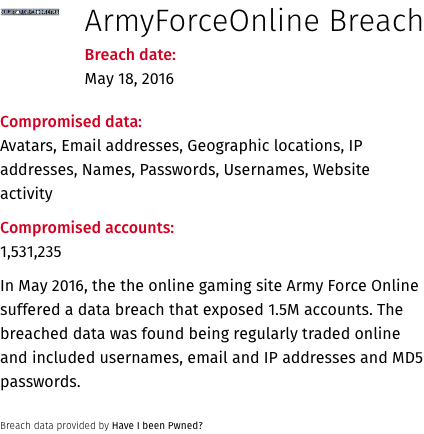 ArmyForceOnline Breach
Breach date:
May 18, 2016
Compromised data:
Avatars, Email addresses, Geographic locations, IP
addresses, Names, Passwords, Usernames, Website
activity
Compromised accounts:
1,531,235
In May 2016, the the online gaming site Army Force Online
suffered a data breach that exposed 1.5M accounts. The
breached data was found being regularly traded online
and included usernames, email and IP addresses and MD5
passwords.
Breach data provided by Have I been Pwned?